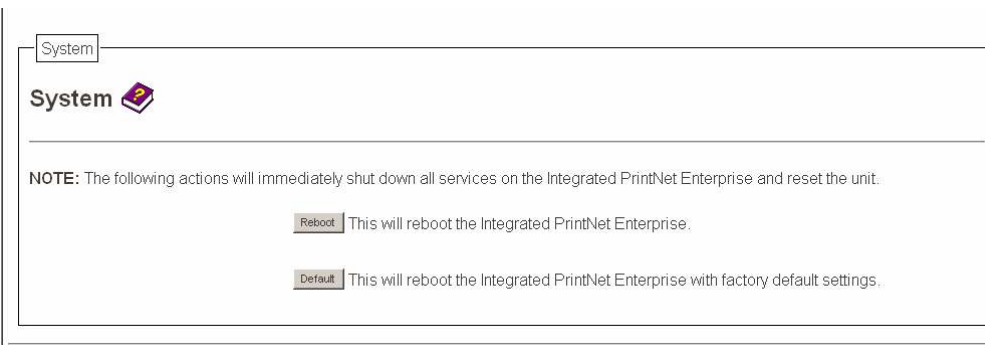 System
System
NOTE: The following actions will immediately shut down all services on the Integrated PrintNet Enterprise and reset the unit.
Reboot This will reboot the Integrated PrintNet Enterprise.
Default This will reboot the Integrated PrintNet Enterprise with factory default settings.